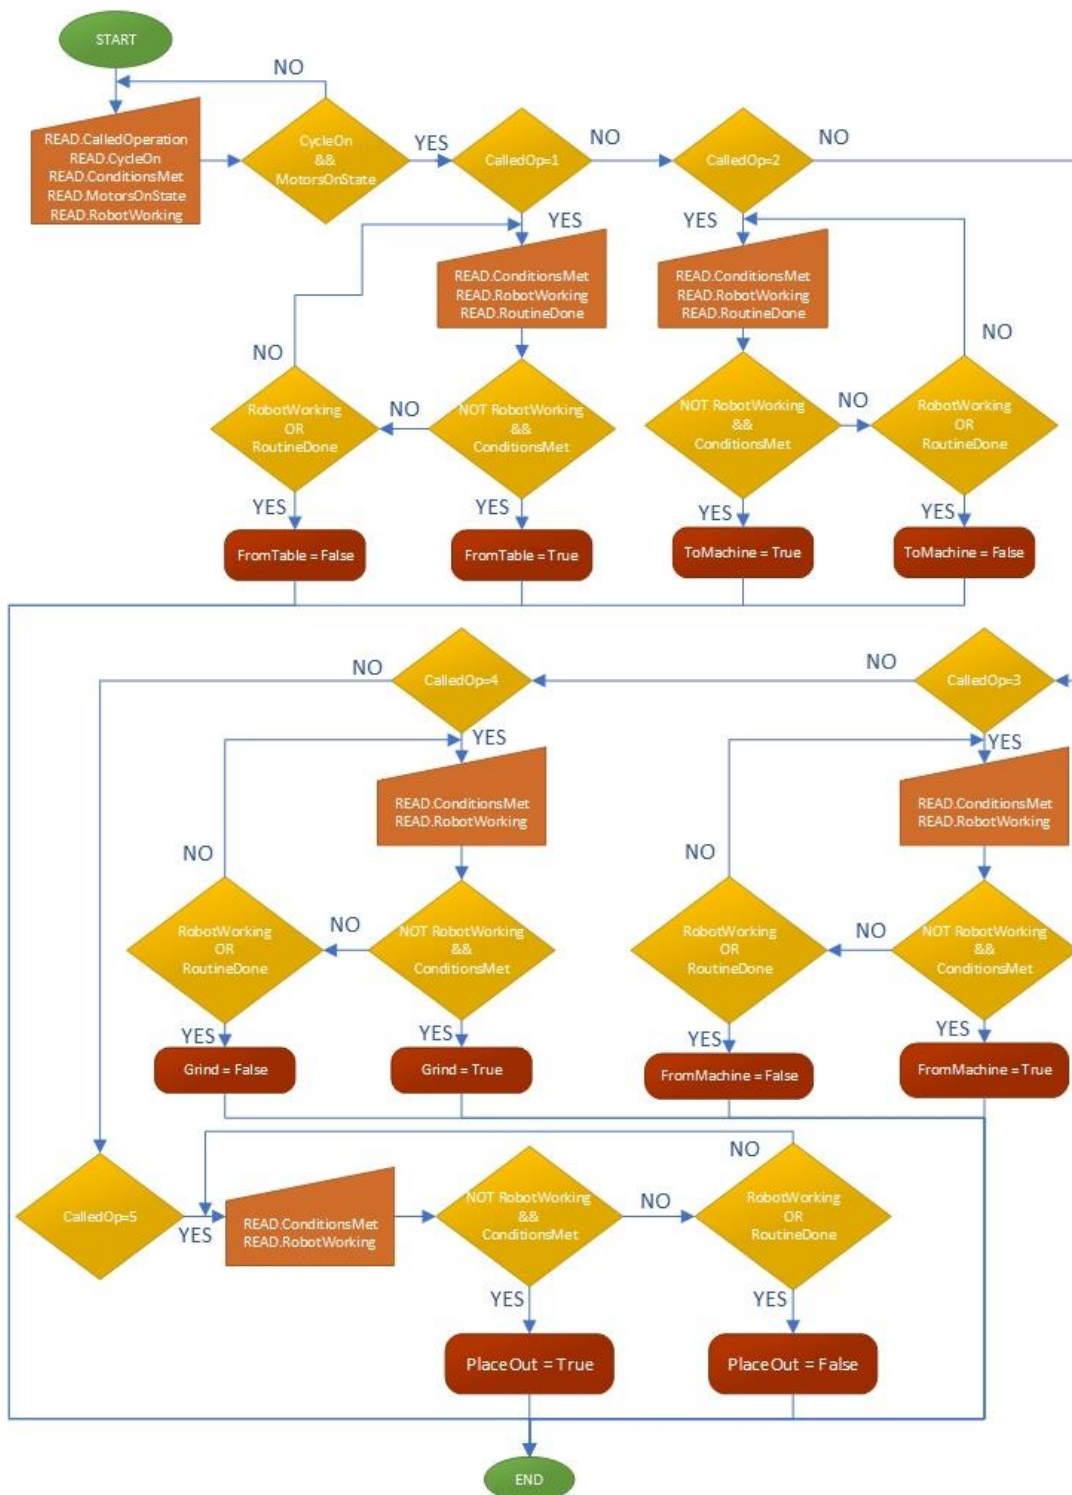 START
NO
READ.CalledOperation
READ.CycleOn
READ.ConditionsMet
READ.MotorsOnState
READ.RobotWorking
CycleOn
&&
MotorsOnState
YES
CalledOp=1
NO
CalledOp=2
NO
YES
YES
READ.ConditionsMet
READ.RobotWorking
READ.RoutineDone
READ.ConditionsMet
READ.RobotWorking
READ.RoutineDone
NO
NO
RobotWorking
OR
RoutineDone
NO
NOT RobotWorking
&&
ConditionsMet
NOT RobotWorking
&&
ConditionsMet
NO
RobotWorking
OR
RoutineDone
YES
YES
YES
YES
FromTable = False
FromTable = True
ToMachine = True
ToMachine = False
NO
CalledOp=4
NO
CalledOp=3
YES
YES
READ.ConditionsMet
READ.RobotWorking
READ.ConditionsMet
READ.RobotWorking
NO
NO
RobotWorking
OR
RoutineDone
NO
NOT RobotWorking
&&
ConditionsMet
RobotWorking
OR
RoutineDone
NO
NOT RobotWorking
&&
ConditionsMet
YES
YES
YES
YES
Grind = False
Grind = True
FromMachine = False
FromMachine = True
NO
CalledOp=5
YES
READ.ConditionsMet
READ.RobotWorking
NOT RobotWorking
&&
ConditionsMet
NO
RobotWorking
OR
RoutineDone
YES
YES
PlaceOut = True
PlaceOut = False
END